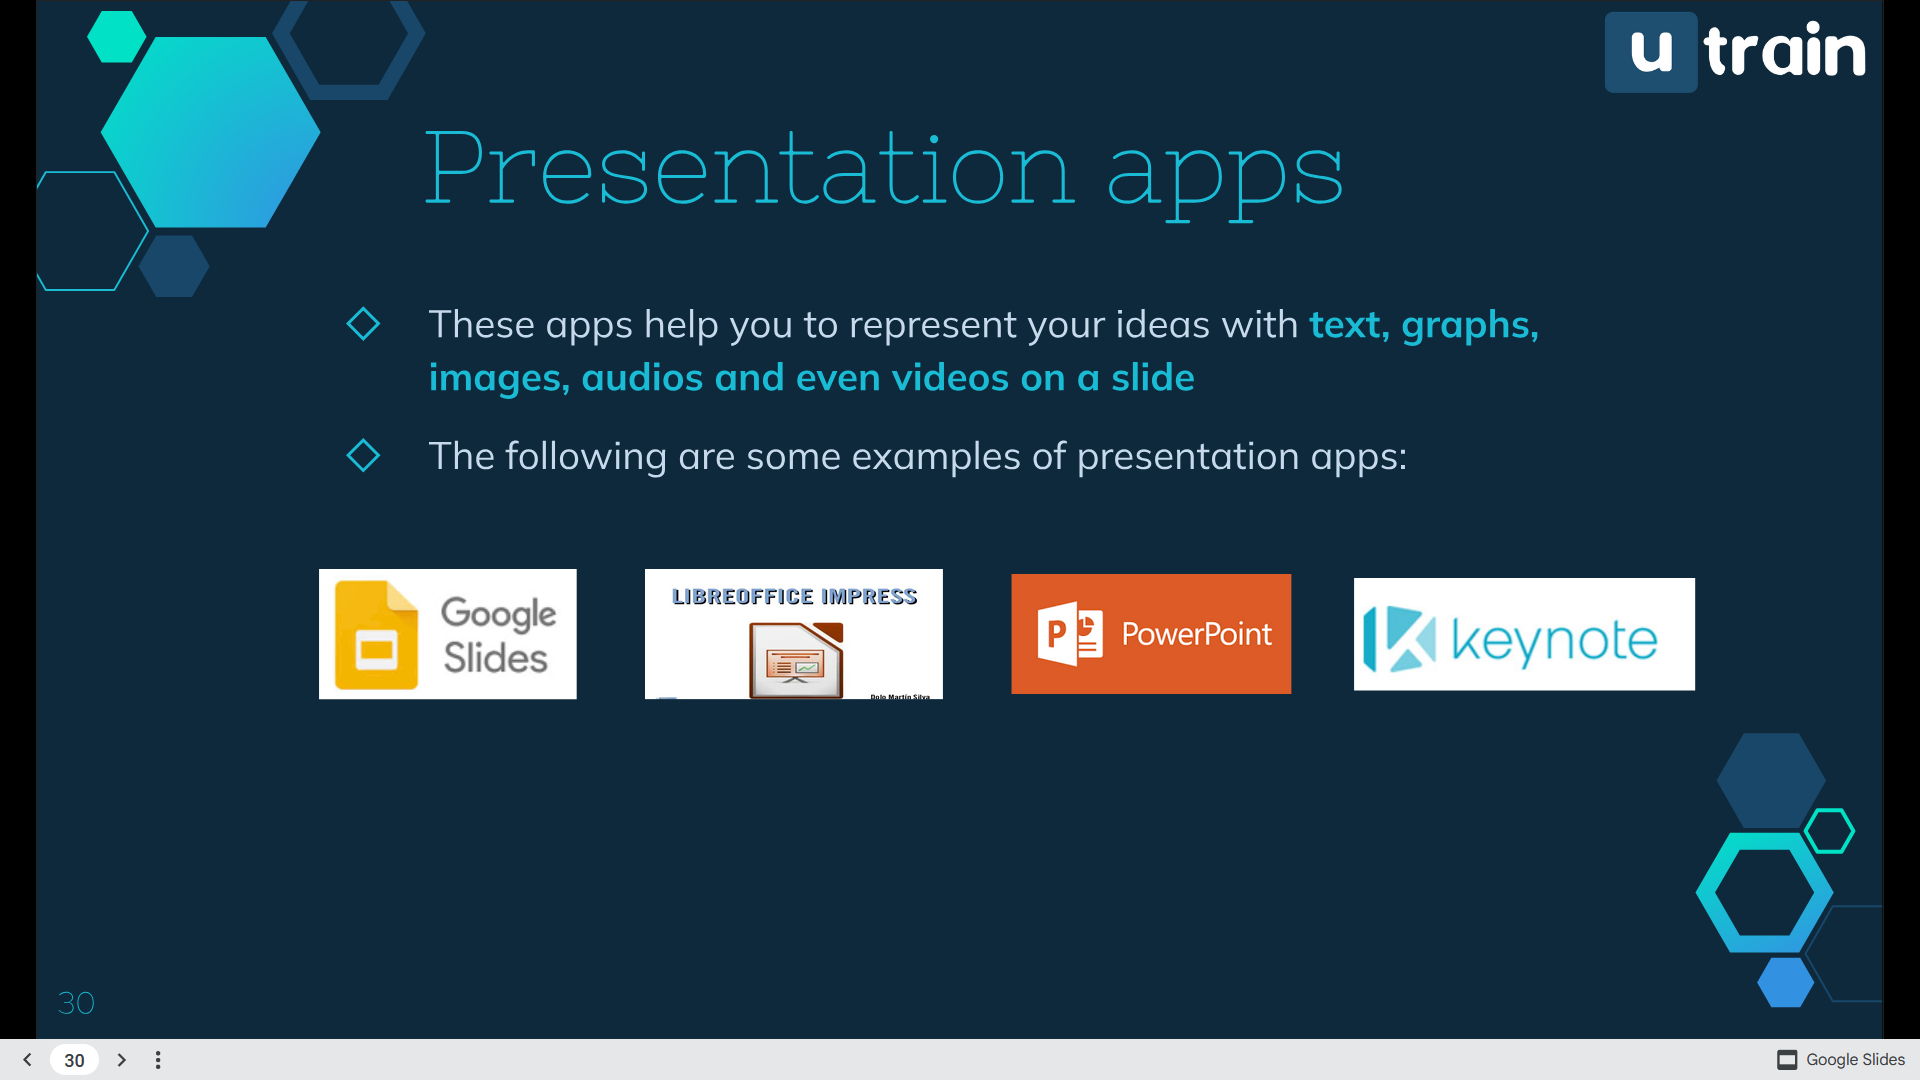 u train
Presentation apps
These apps help you to represent your ideas with text, graphs,
images, audios and even videos on a slide
The following are some examples of presentation apps:
Google
Slides
LIBREOFFICE IMPRESS
Dolo Martín Silva
P PowerPoint
keynote
30
30
Google Slides